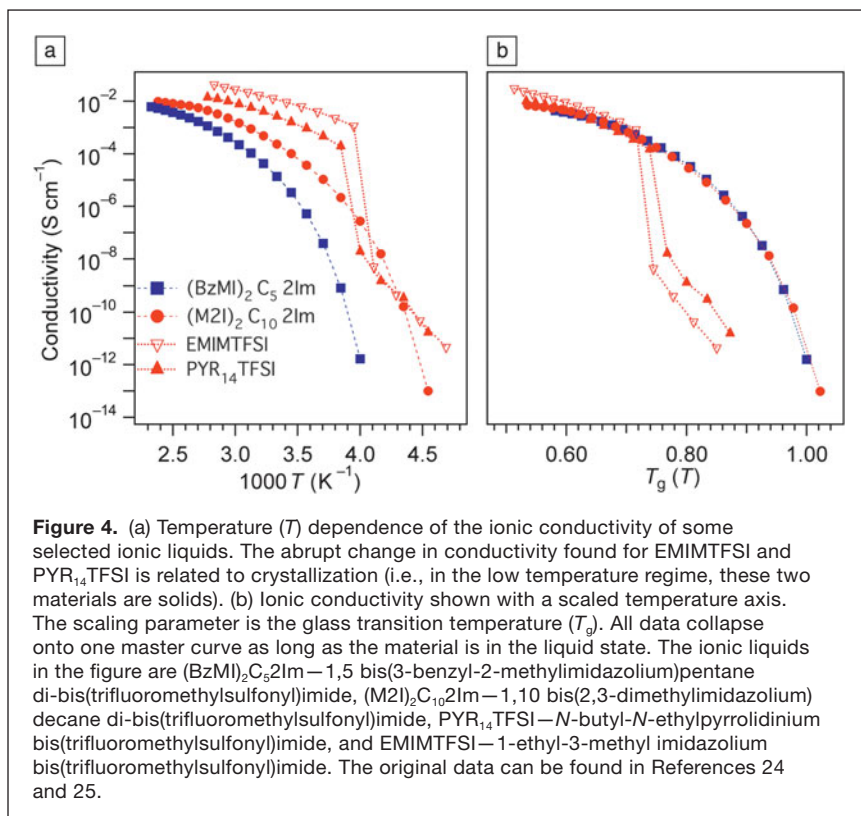 a
b
Conductivity (S cm⁻¹)
10⁻²
10⁻⁴
10⁻⁶
10⁻⁸
10⁻¹⁰
10⁻¹²
10⁻¹⁴
(BzMI)₂ C₅ 2Im
(M2I)₂ C₁₀ 2Im
EMIMTFSI
PYR₁₄TFSI
2.5 3.0 3.5 4.0 4.5
1000 T (K⁻¹)
0.60 0.80 1.00
T_g (T)
Figure 4. (a) Temperature (T) dependence of the ionic conductivity of some
selected ionic liquids. The abrupt change in conductivity found for EMIMTFSI and
PYR₁₄TFSI is related to crystallization (i.e., in the low temperature regime, these two
materials are solids). (b) Ionic conductivity shown with a scaled temperature axis.
The scaling parameter is the glass transition temperature (T_g). All data collapse
onto one master curve as long as the material is in the liquid state. The ionic liquids
in the figure are (BzMI)₂C₅2Im—1,5 bis(3-benzyl-2-methylimidazolium)pentane
di-bis(trifluoromethylsulfonyl)imide, (M2I)₂C₁₀2Im—1,10 bis(2,3-dimethylimidazolium)
decane di-bis(trifluoromethylsulfonyl)imide, PYR₁₄TFSI—N-butyl-N-ethylpyrrolidinium
bis(trifluoromethylsulfonyl)imide, and EMIMTFSI—1-ethyl-3-methyl imidazolium
bis(trifluoromethylsulfonyl)imide. The original data can be found in References 24
and 25.